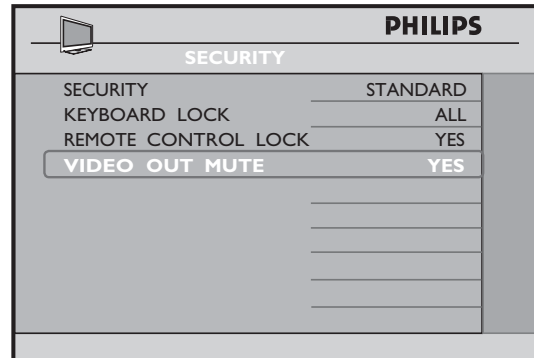 PHILIPS
SECURITY
SECURITY STANDARD
KEYBOARD LOCK ALL
REMOTE CONTROL LOCK YES
VIDEO OUT MUTE YES